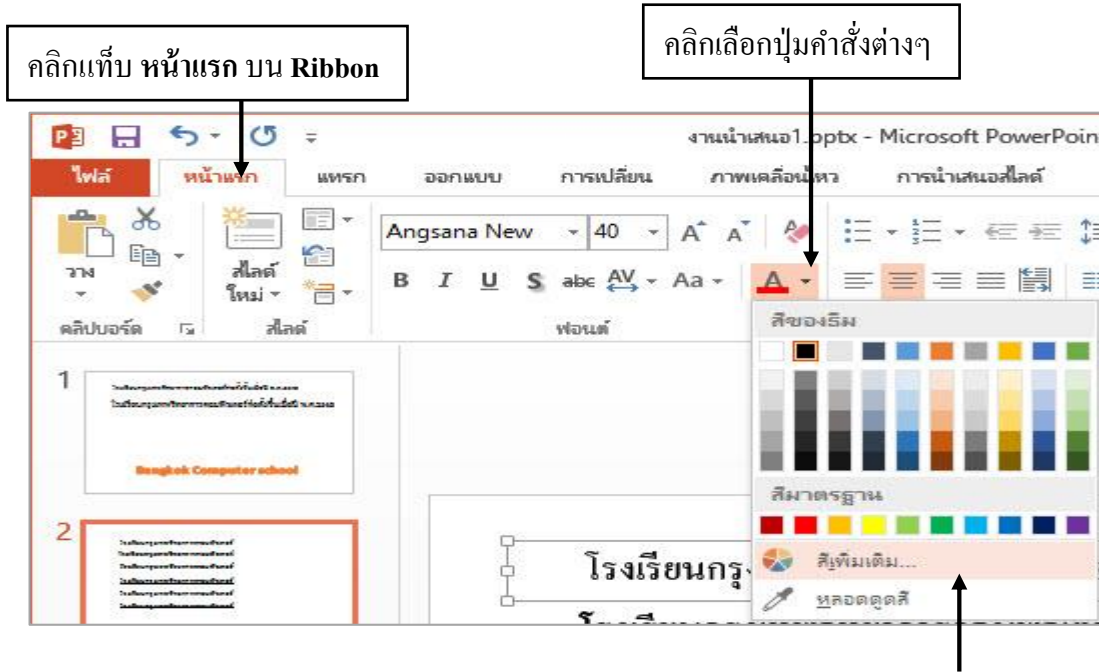 คลิกเลือกปุ่มคำสั่งต่างๆ
คลิกแท็บ หน้าแรก บน Ribbon
งานนำเสนอ1.pptx - Microsoft PowerPoin
ไฟล์ หน้าแรก แทรก ออกแบบ การเปลี่ยน ภาพเคลื่อนไหว การนำเสนอสไลด์
Angsana New 40 A A
วาง
สไลด์
ใหม่
B I U S abc AV Aa A
คลิปบอร์ด สไลด์ ฟอนต์
สีของธีม
1
Bangkok Computer school
สีมาตรฐาน
2
สีเพิ่มเติม...
หลอดดูดสี
โรงเรียนกรุง